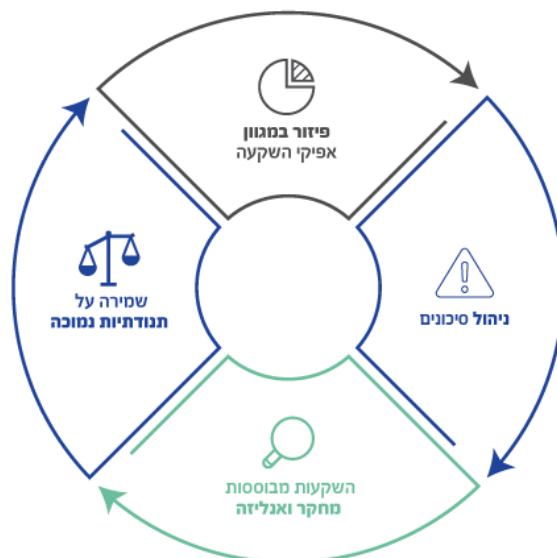 פיזור במגוון
אפיקי השקעה
ניהול סיכונים
השקעות מבוססות
מחקר ואנליזה
שמירה על
תנודתיות נמוכה